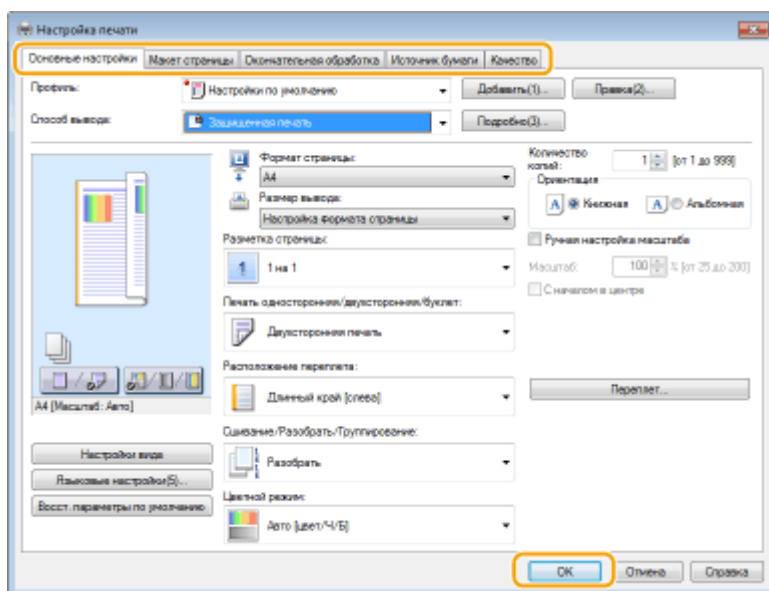 Настройка печати
Основные настройки Макет страницы Окончательная обработка Источник бумаги Качество
Профиль: Настройки по умолчанию Добавить(1)... Правка(2)...
Способ вывода: Защищенная печать Подробно(3)...
Формат страницы:
A4
Размер вывода:
Настройка формата страницы
Разметка страницы:
1 1 на 1
Печать односторонняя/двухсторонняя/буклет:
Двухсторонняя печать
Расположение переплета:
Длинный край [слева]
Сшивание/Разобрать/Группирование:
Разобрать
Цветной режим:
Авто [цвет/Ч/Б]
Количество копий: 1 [от 1 до 999]
Ориентация
A Книжная A Альбомная
Ручная настройка масштаба
Масштаб: 100 % [от 25 до 200]
С началом в центре
Переплет...
A4 [Масштаб: Авто]
Настройки вида
Языковые настройки(5)...
Восст. параметры по умолчанию
OK Отмена Справка